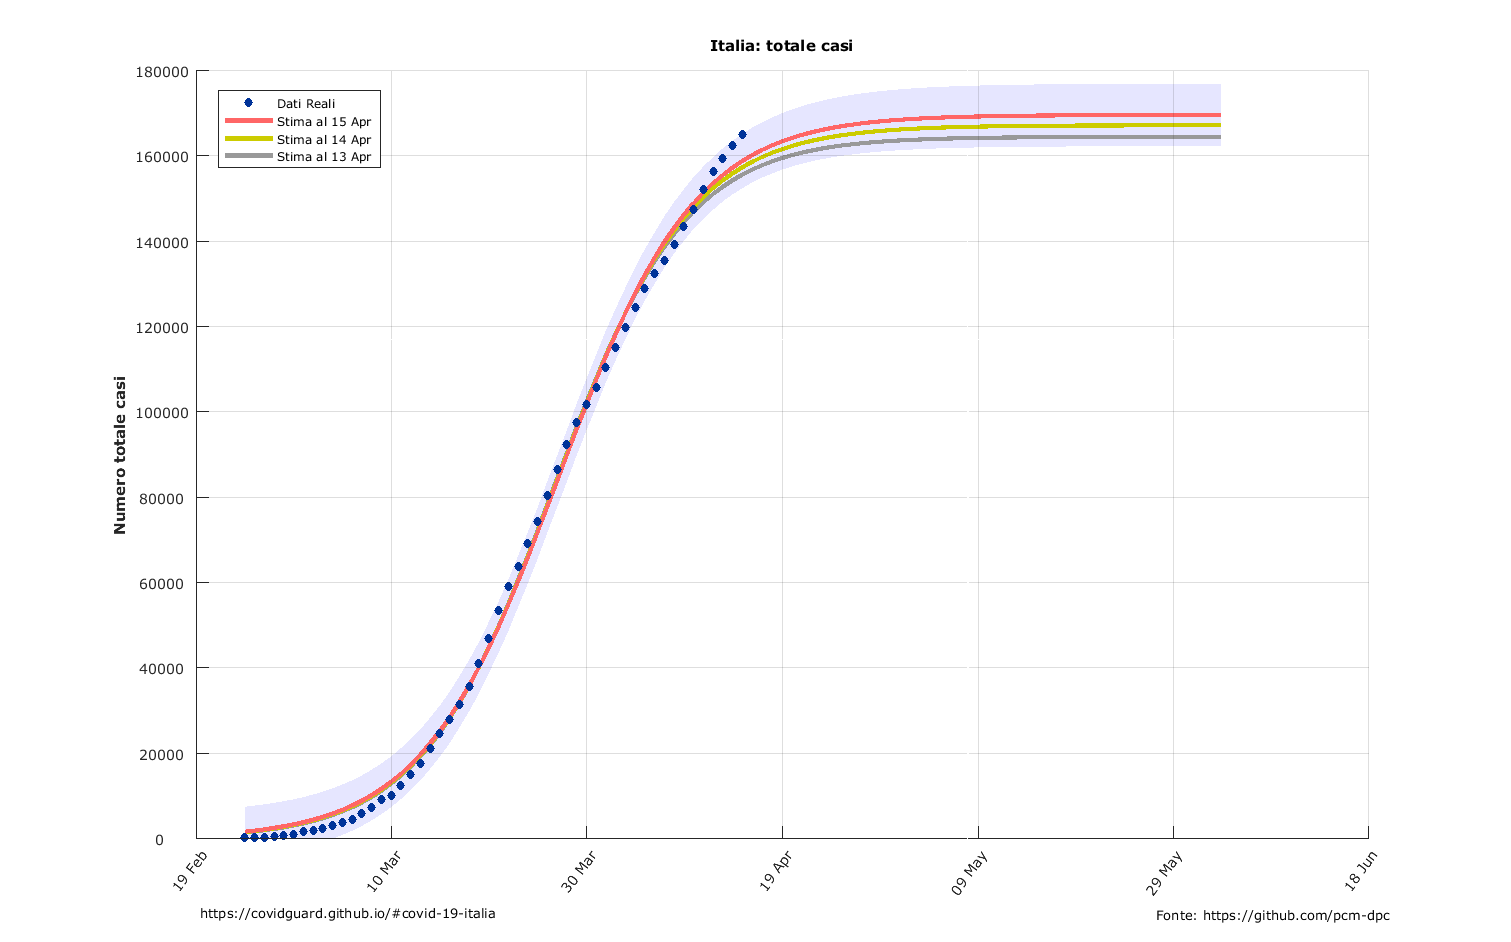 Italia: totale casi
180000
160000
140000
120000
100000
80000
60000
40000
20000
0
Numero totale casi
Dati Reali
Stima al 15 Apr
Stima al 14 Apr
Stima al 13 Apr
19 Feb
10 Mar
30 Mar
19 Apr
09 May
29 May
18 Jun
https://covidguard.github.io/#covid-19-italia
Fonte: https://github.com/pcm-dpc